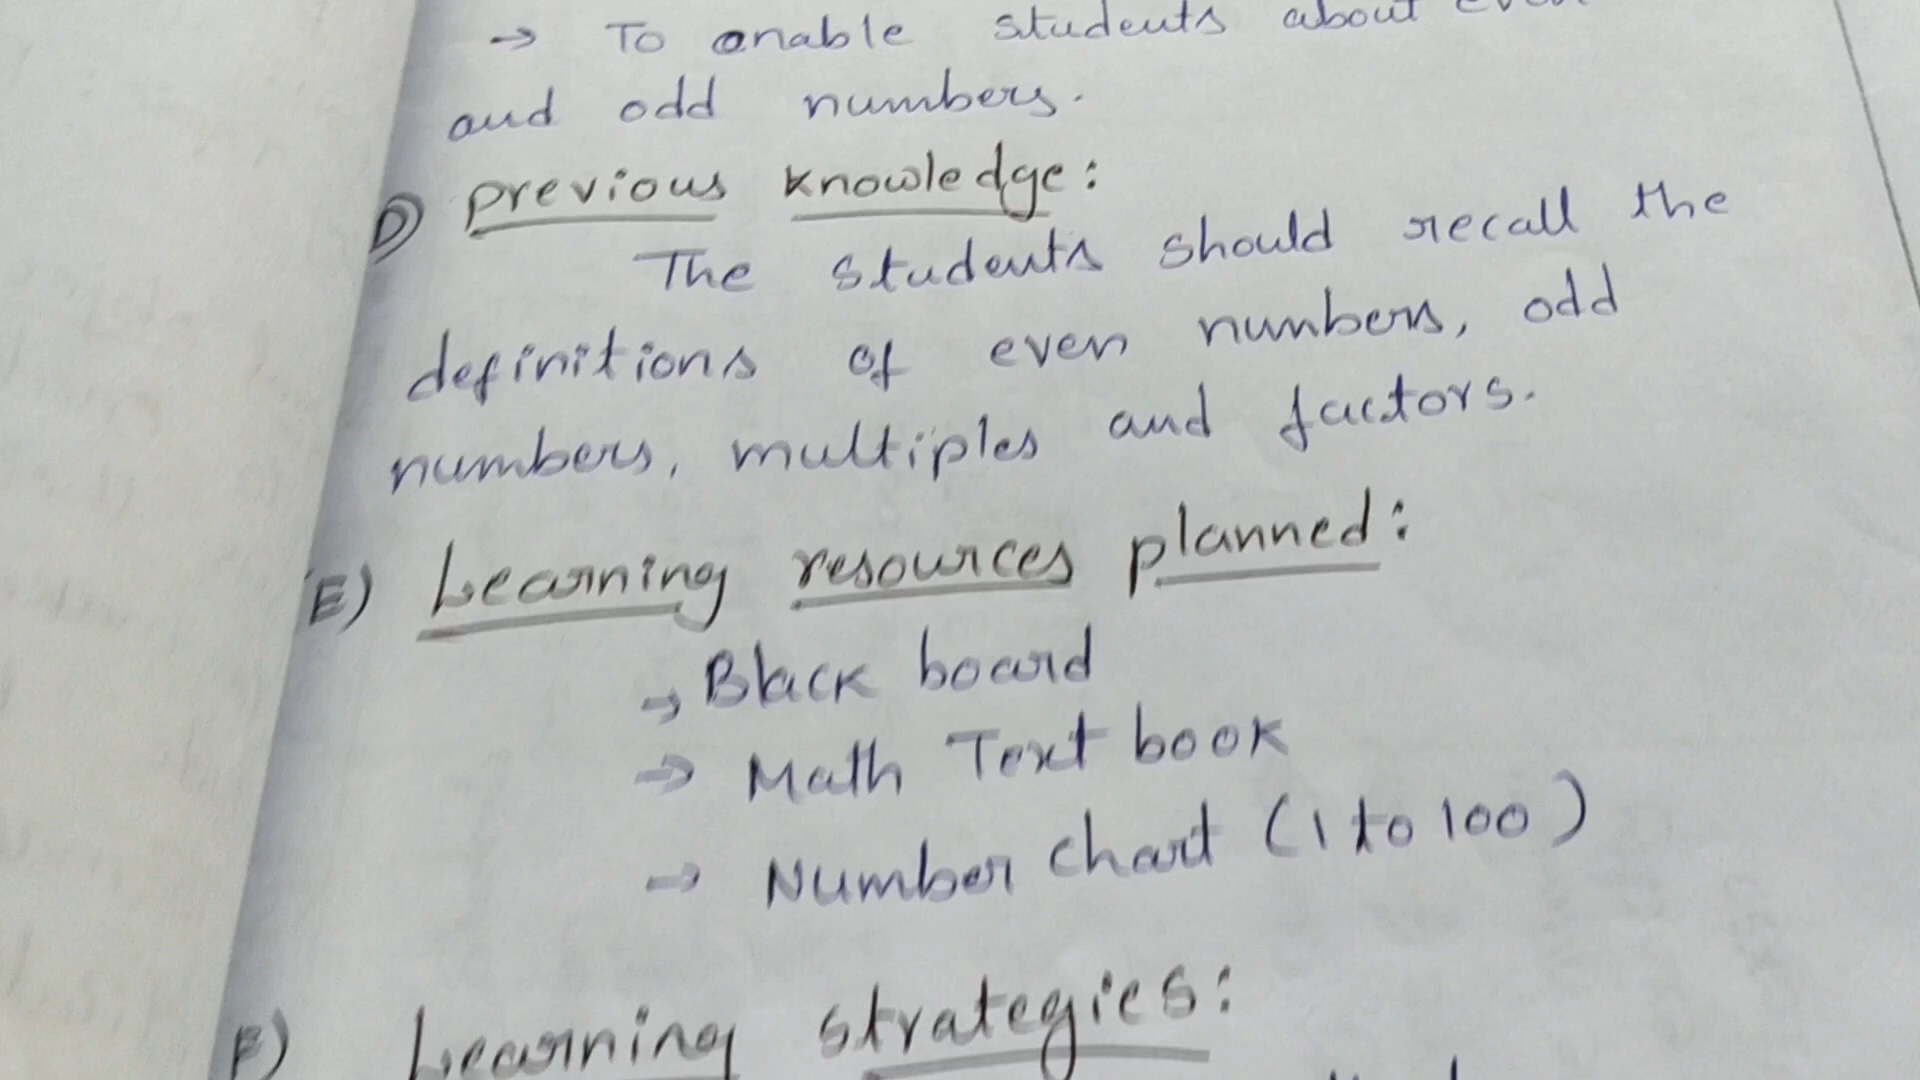 → To enable students about even
and odd numbers.
D) Previous knowledge:
The students should recall the
definitions of even numbers, odd
numbers, multiples and factors.
E) Learning resources planned:
→ Black board
→ Math Text book
→ Number chart (1 to 100)
F) Learning strategies: